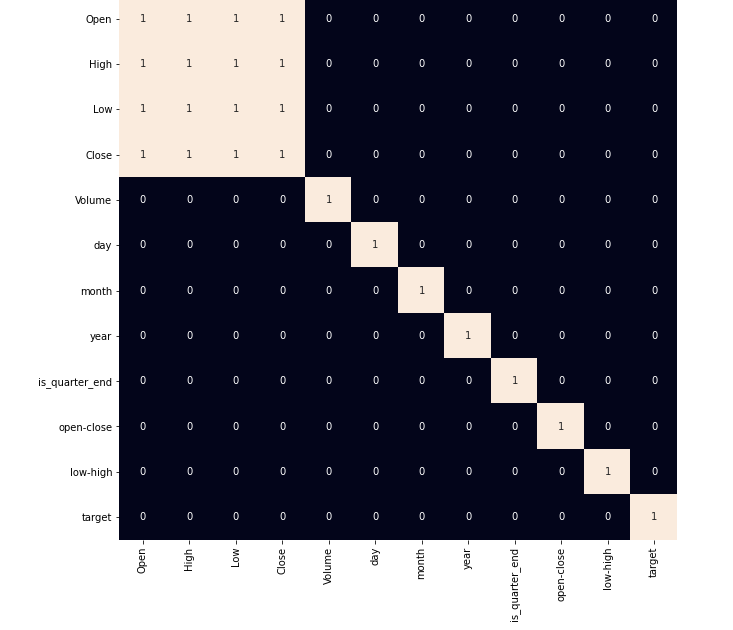 Open 1 1 1 1 0 0 0 0 0 0 0 0
High 1 1 1 1 0 0 0 0 0 0 0 0
Low 1 1 1 1 0 0 0 0 0 0 0 0
Close 1 1 1 1 0 0 0 0 0 0 0 0
Volume 0 0 0 0 1 0 0 0 0 0 0 0
day 0 0 0 0 0 1 0 0 0 0 0 0
month 0 0 0 0 0 0 1 0 0 0 0 0
year 0 0 0 0 0 0 0 1 0 0 0 0
is_quarter_end 0 0 0 0 0 0 0 0 1 0 0 0
open-close 0 0 0 0 0 0 0 0 0 1 0 0
low-high 0 0 0 0 0 0 0 0 0 0 1 0
target 0 0 0 0 0 0 0 0 0 0 0 1
Open High Low Close Volume day month year is_quarter_end open-close low-high target